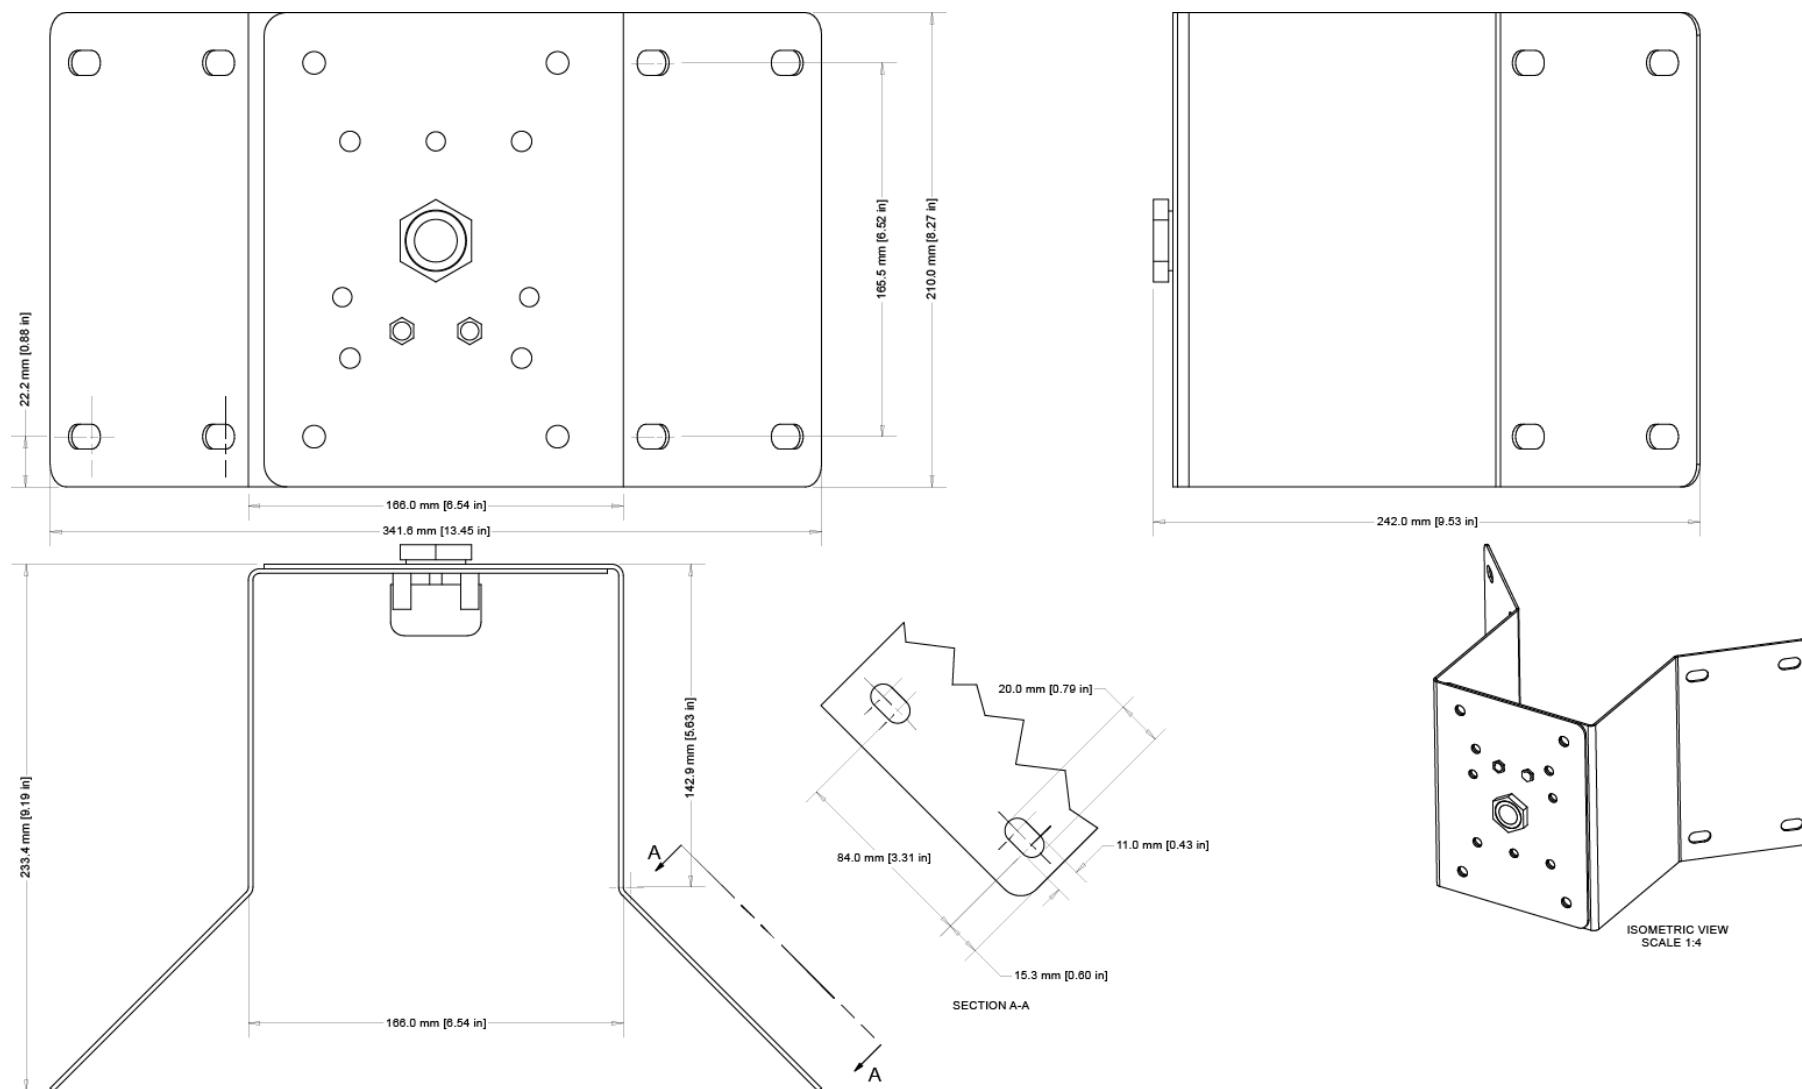 165.5 mm [6.52 in]
210.0 mm [8.27 in]
22.2 mm [0.88 in]
166.0 mm [6.54 in]
341.6 mm [13.45 in]
242.0 mm [9.53 in]
233.4 mm [9.19 in]
142.9 mm [5.63 in]
A
A
166.0 mm [6.54 in]
20.0 mm [0.79 in]
11.0 mm [0.43 in]
84.0 mm [3.31 in]
15.3 mm [0.60 in]
SECTION A-A
ISOMETRIC VIEW
SCALE 1:4